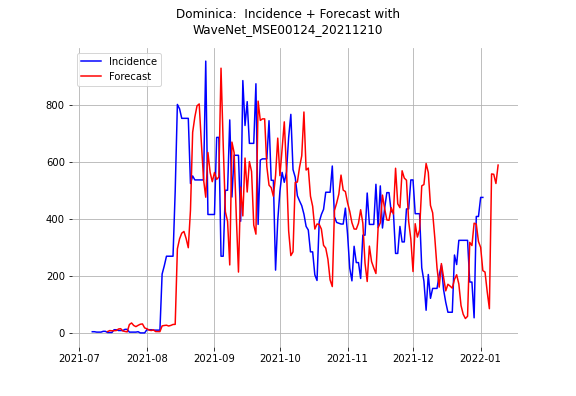 Dominica:  Incidence + Forecast with
WaveNet_MSE00124_20211210
Incidence
Forecast
800
600
400
200
0
2021-07 2021-08 2021-09 2021-10 2021-11 2021-12 2022-01